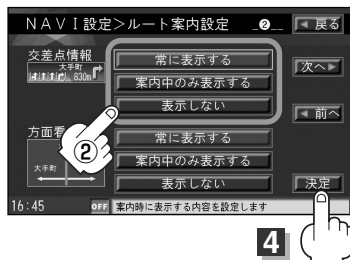 NAVI設定>ルート案内設定 _❷__ ◀戻る
交差点情報
大手町
830m
常に表示する
案内中のみ表示する
表示しない
次へ▶
◀前へ
方面看
大手町
②
常に表示する
案内中のみ表示する
表示しない
決定
16:45 OFF 案内時に表示する内容を設定します
4